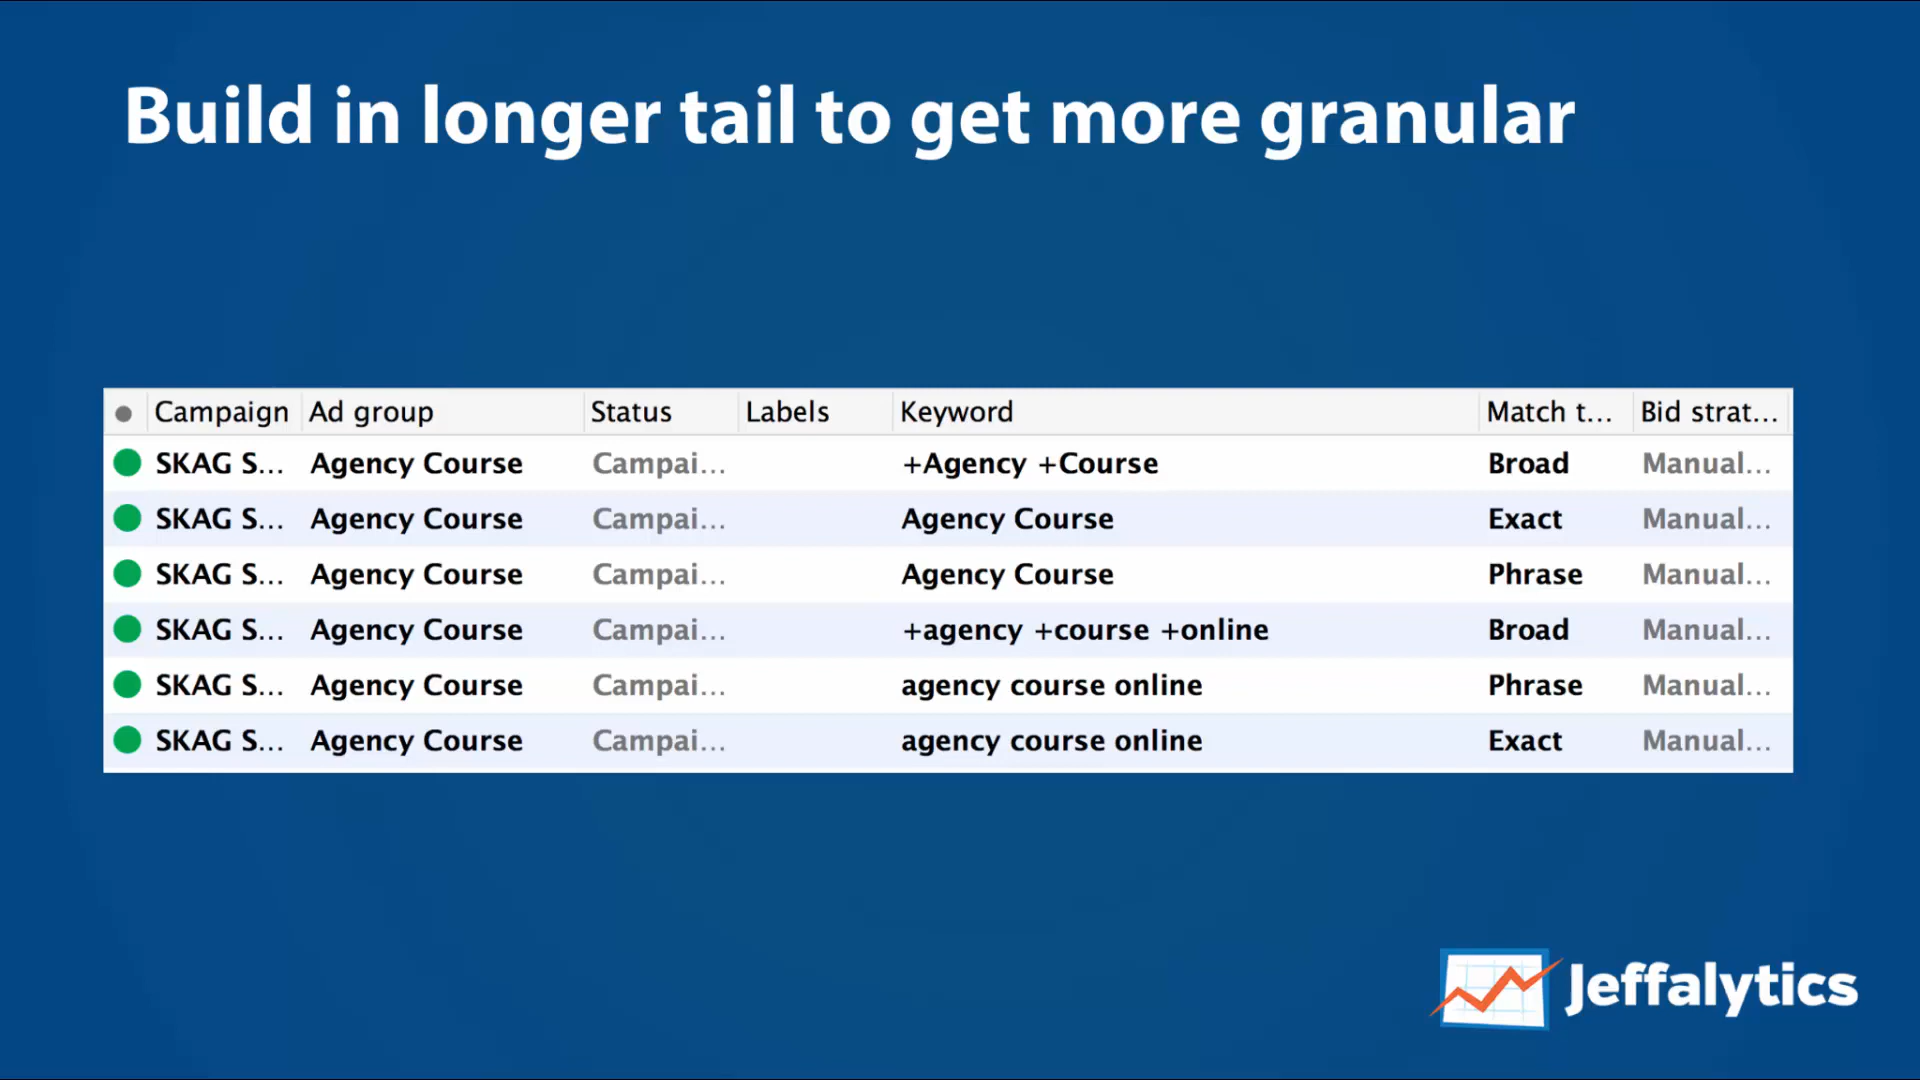 Build in longer tail to get more granular
Campaign Ad group Status Labels Keyword Match t... Bid strat...
SKAG S... Agency Course Campai... +Agency +Course Broad Manual...
SKAG S... Agency Course Campai... Agency Course Exact Manual...
SKAG S... Agency Course Campai... Agency Course Phrase Manual...
SKAG S... Agency Course Campai... +agency +course +online Broad Manual...
SKAG S... Agency Course Campai... agency course online Phrase Manual...
SKAG S... Agency Course Campai... agency course online Exact Manual...
Jeffalytics